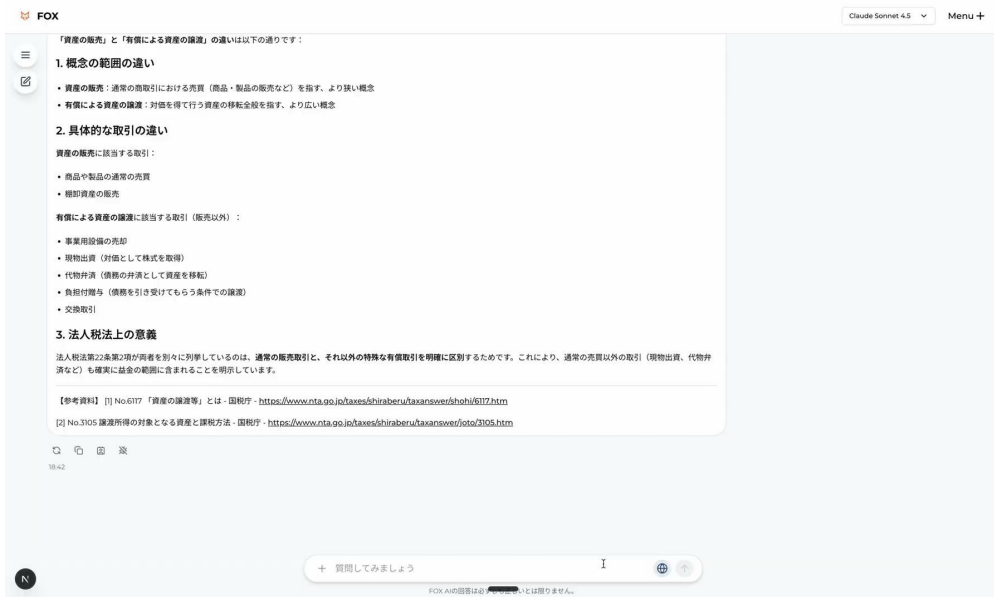 FOX
Claude Sonnet 4.5
Menu +
「資産の販売」と「有償による資産の譲渡」の違いは以下の通りです：
1. 概念の範囲の違い
• 資産の販売：通常の商取引における売買（商品・製品の販売など）を指す、より狭い概念
• 有償による資産の譲渡：対価を得て行う資産の移転全般を指す、より広い概念
2. 具体的な取引の違い
資産の販売に該当する取引：
• 商品や製品の通常の売買
• 棚卸資産の販売
有償による資産の譲渡に該当する取引（販売以外）：
• 事業用設備の売却
• 現物出資（対価として株式を取得）
• 代物弁済（債務の弁済として資産を移転）
• 負担付贈与（債務を引き受けてもらう条件での譲渡）
• 交換取引
3. 法人税法上の意義
法人税法第22条第2項が両者を別々に列挙しているのは、通常の販売取引と、それ以外の特殊な有償取引を明確に区別するためです。これにより、通常の売買以外の取引（現物出資、代物弁
済など）も確実に益金の範囲に含まれることを明示しています。
【参考資料】 [1] No.6117 「資産の譲渡等」とは - 国税庁 - https://www.nta.go.jp/taxes/shiraberu/taxanswer/shohi/6117.htm
[2] No.3105 譲渡所得の対象となる資産と課税方法 - 国税庁 - https://www.nta.go.jp/taxes/shiraberu/taxanswer/joto/3105.htm
18:42
質問してみましょう
N
FOX AIの回答は必ずしも正しいとは限りません。